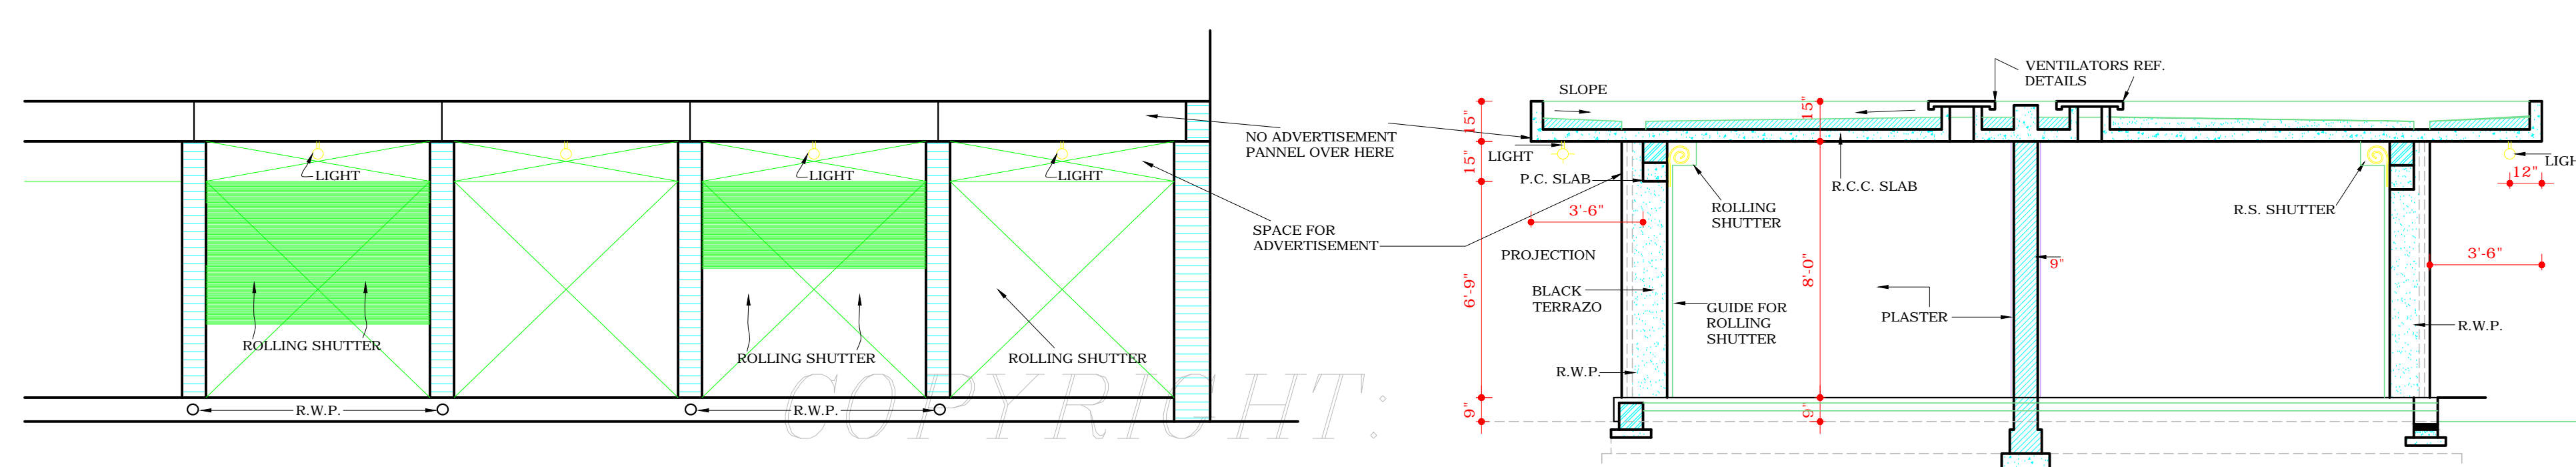 LIGHT
LIGHT
LIGHT
ROLLING SHUTTER
ROLLING SHUTTER
ROLLING SHUTTER
R.W.P.
R.W.P.
COPYRIGHT:
NO ADVERTISEMENT
PANNEL OVER HERE
SPACE FOR
ADVERTISEMENT
SLOPE
VENTILATORS REF.
DETAILS
15"
15"
15"
LIGHT
P.C. SLAB
R.C.C. SLAB
LIGH
12"
3'-6"
ROLLING
SHUTTER
R.S. SHUTTER
PROJECTION
3'-6"
6'-9"
8'-0"
9"
BLACK
TERRAZO
GUIDE FOR
ROLLING
SHUTTER
PLASTER
R.W.P.
R.W.P.
9"
9"